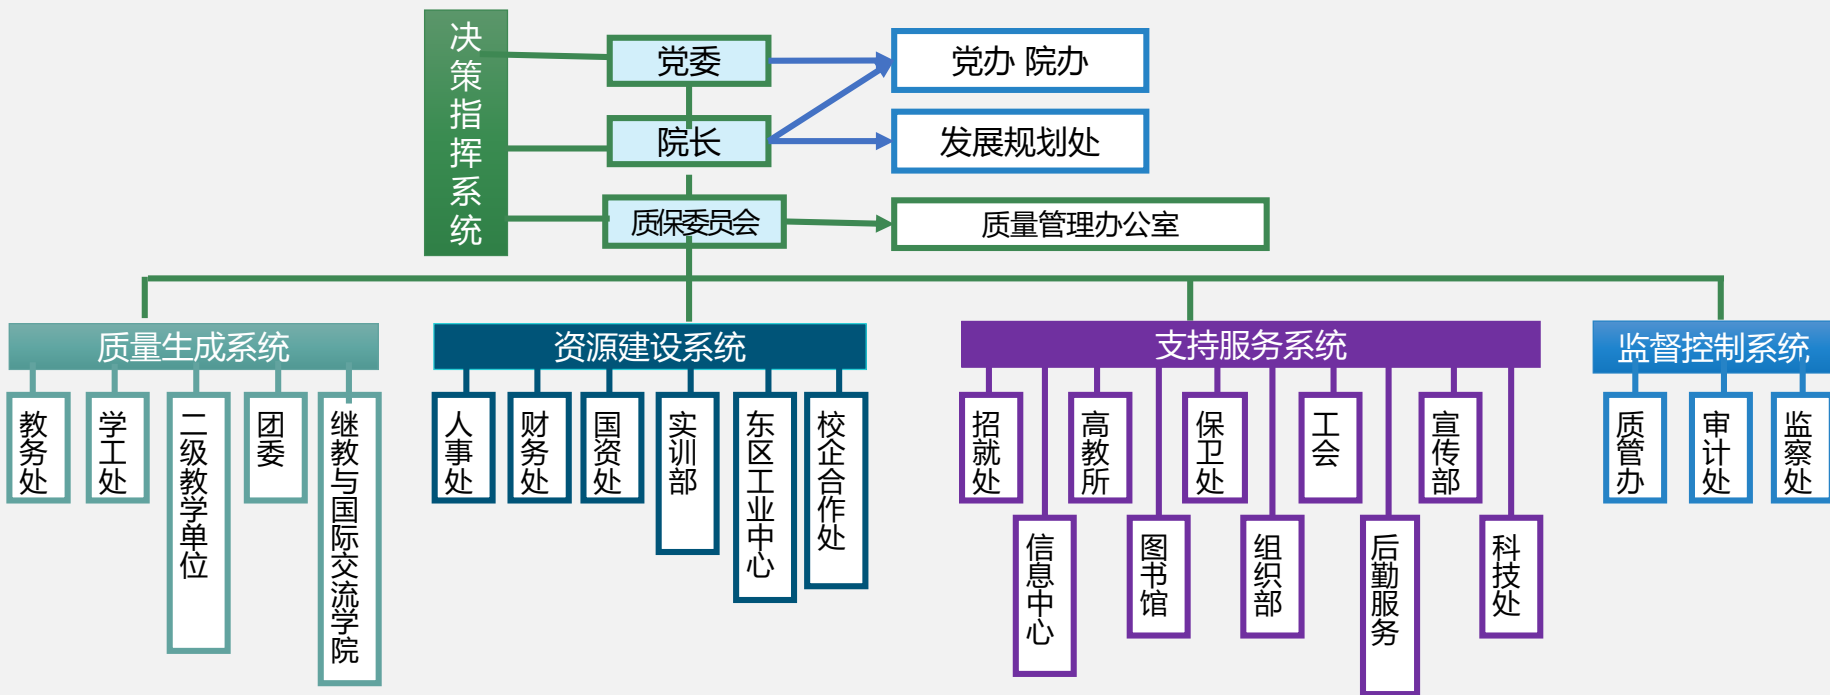 决策指挥系统
党委
党办 院办
院长
发展规划处
质保委员会
质量管理办公室
质量生成系统
资源建设系统
支持服务系统
监督控制系统
教务处
学工处
二级教学单位
团委
继教与国际交流学院
人事处
财务处
国资处
实训部
东区工业中心
校企合作处
招就处
信息中心
高教所
图书馆
保卫处
组织部
工会
后勤服务
宣传部
科技处
质管办
审计处
监察处